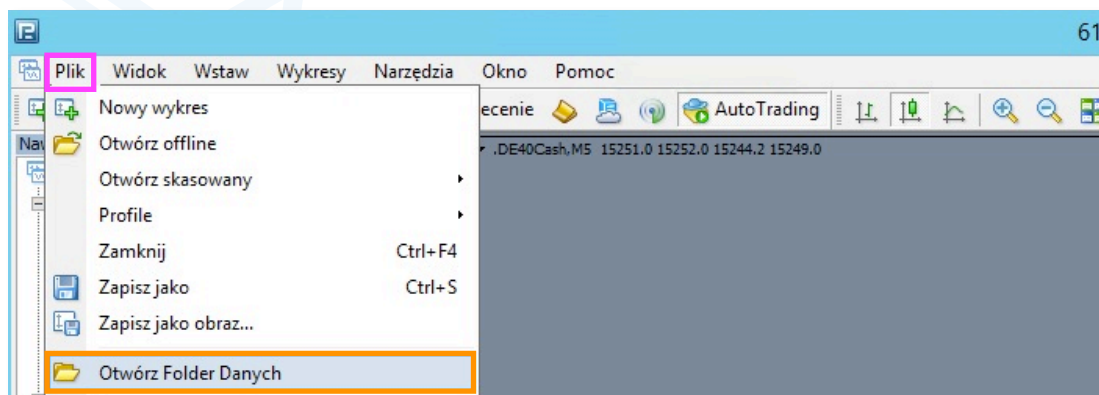 61
Plik Widok Wstaw Wykresy Narzędzia Okno Pomoc
Nowy wykres
ecenie AutoTrading
Otwórz offline
Nav
.DE40Cash,M5 15251.0 15252.0 15244.2 15249.0
Otwórz skasowany
Profile
Zamknij Ctrl+F4
Zapisz jako Ctrl+S
Zapisz jako obraz...
Otwórz Folder Danych